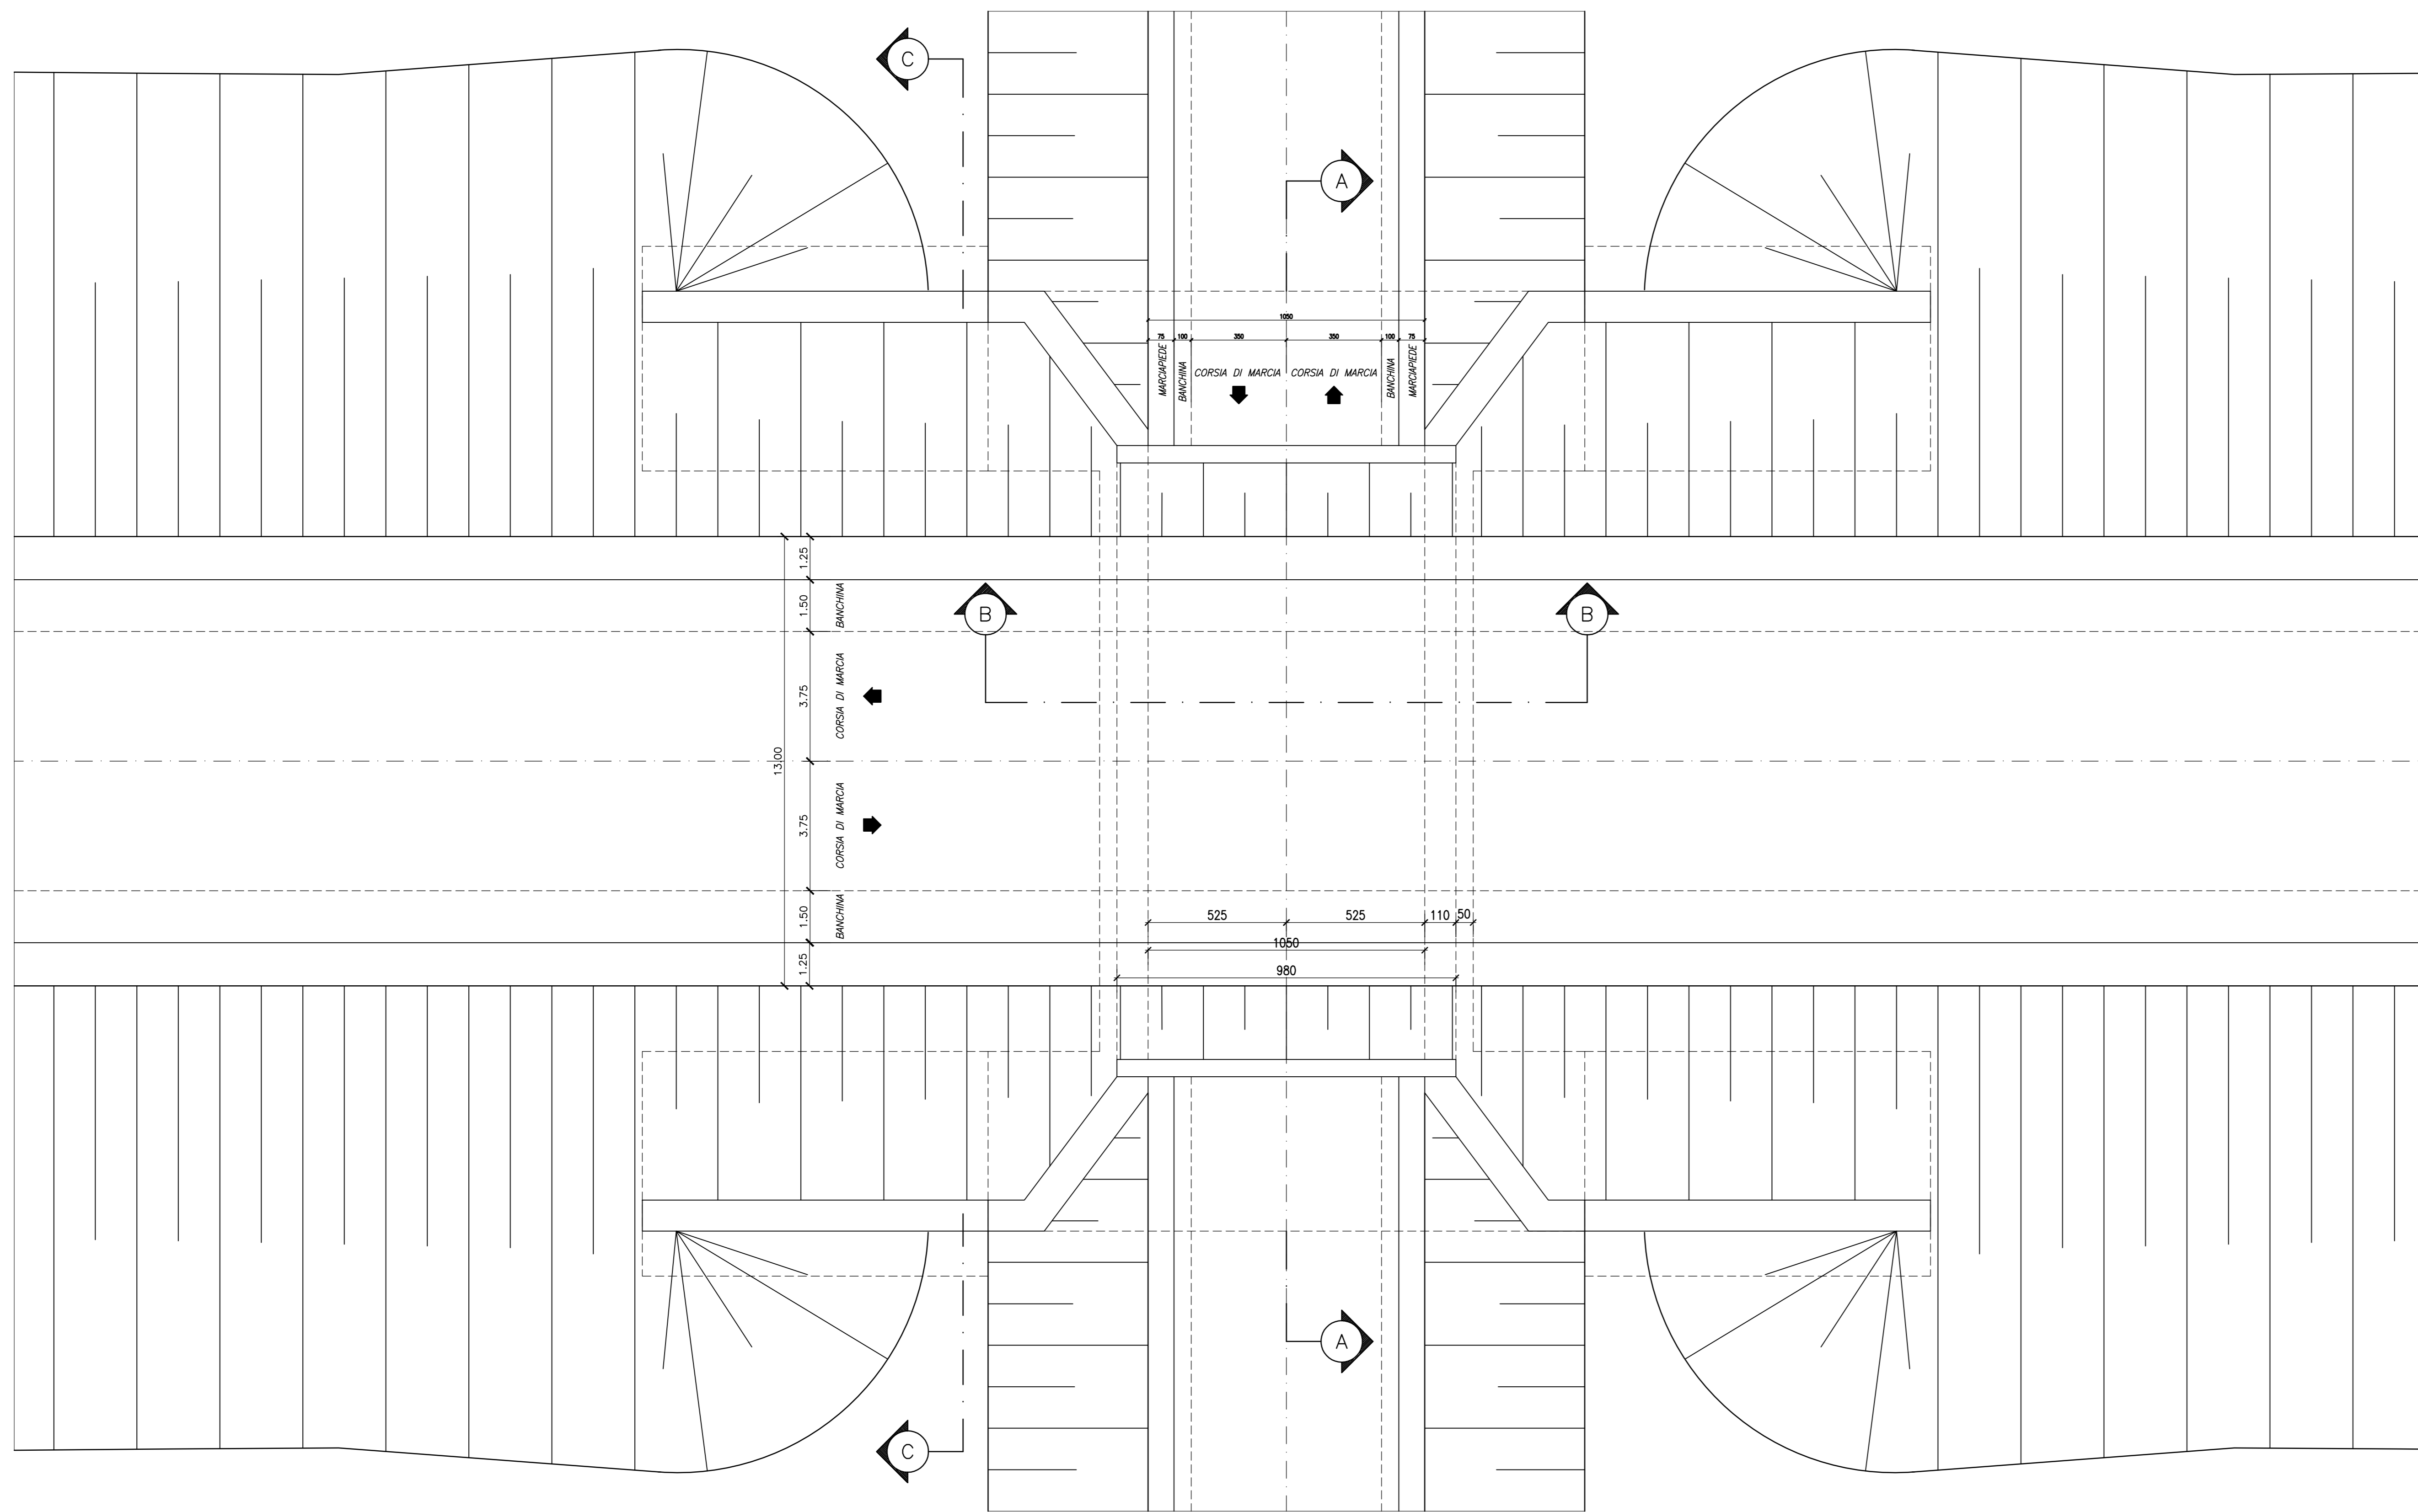 C
A
1050
75 100 350 350 100 75
MARCIAPIEDE
BANCHINA
CORSIA DI MARCIA
CORSIA DI MARCIA
BANCHINA
MARCIAPIEDE
1.25
1.50
BANCHINA
B
B
3.75
CORSIA DI MARCIA
13.00
3.75
CORSIA DI MARCIA
1.50
BANCHINA
525 525 110 50
1050
1.25
980
A
C